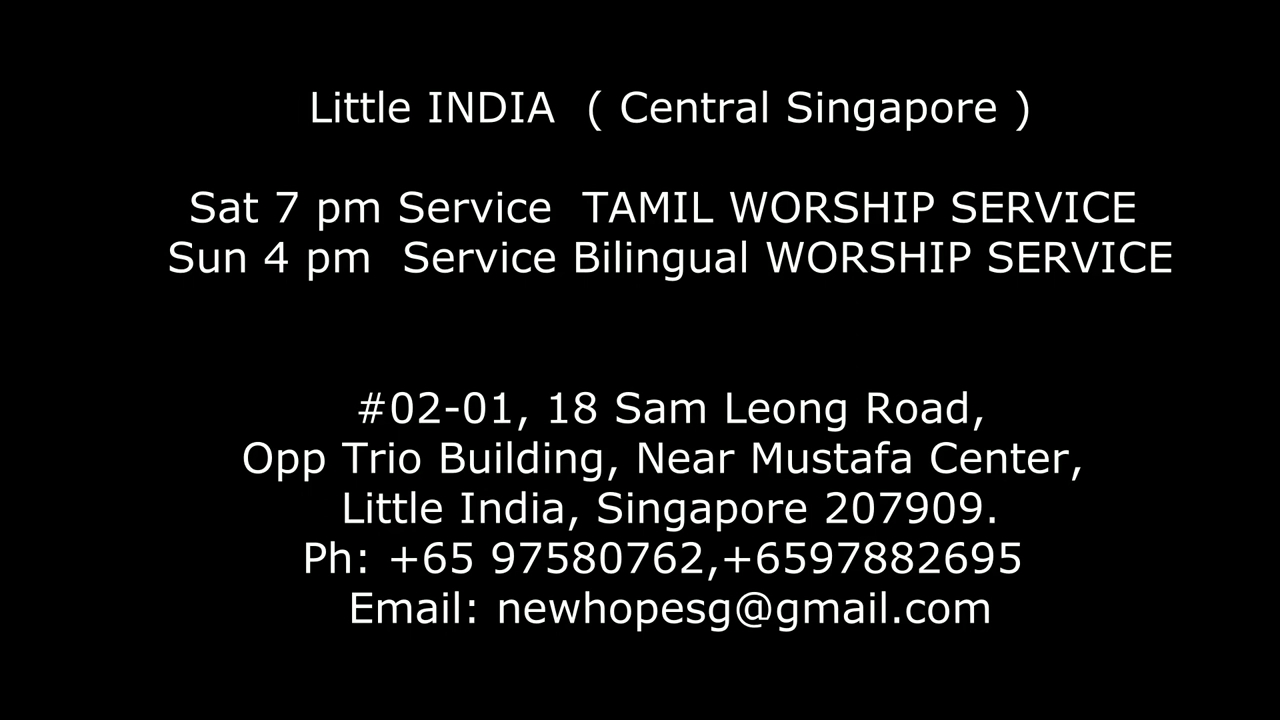 Little INDIA  ( Central Singapore )
Sat 7 pm Service  TAMIL WORSHIP SERVICE
Sun 4 pm  Service Bilingual WORSHIP SERVICE
#02-01, 18 Sam Leong Road,
Opp Trio Building, Near Mustafa Center,
Little India, Singapore 207909.
Ph: +65 97580762,+6597882695
Email: newhopesg@gmail.com